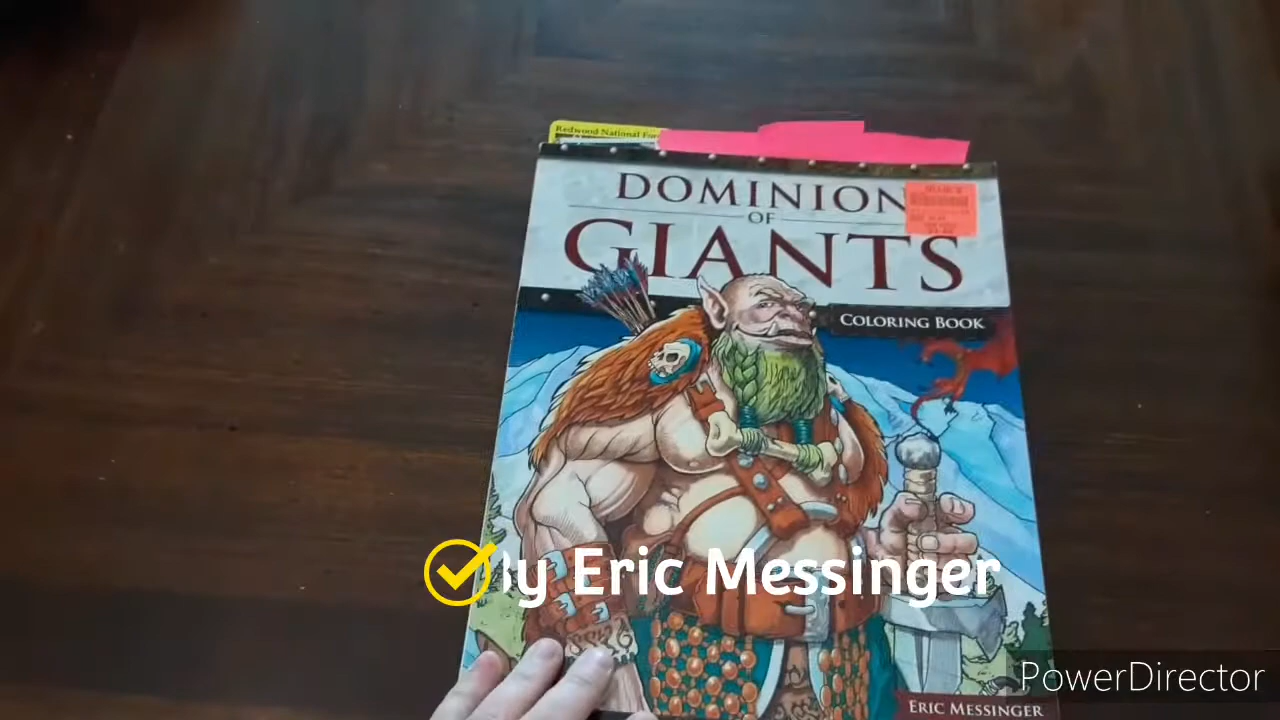 Redwood National For
DOMINION
OF
GIANTS
COLORING BOOK
By Eric Messinger
PowerDirector
ERIC MESSINGER